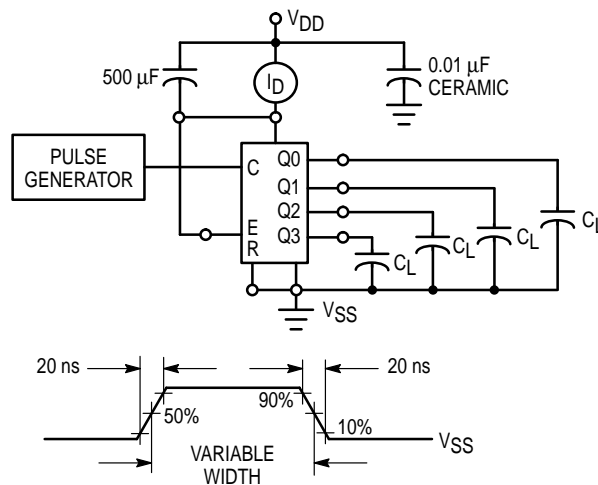 VDD
500 µF
ID
0.01 µF
CERAMIC
PULSE
GENERATOR
C
E
R
Q0
Q1
Q2
Q3
CL
CL
CL
CL
VSS
20 ns
20 ns
50%
90%
10%
VARIABLE
WIDTH
VSS